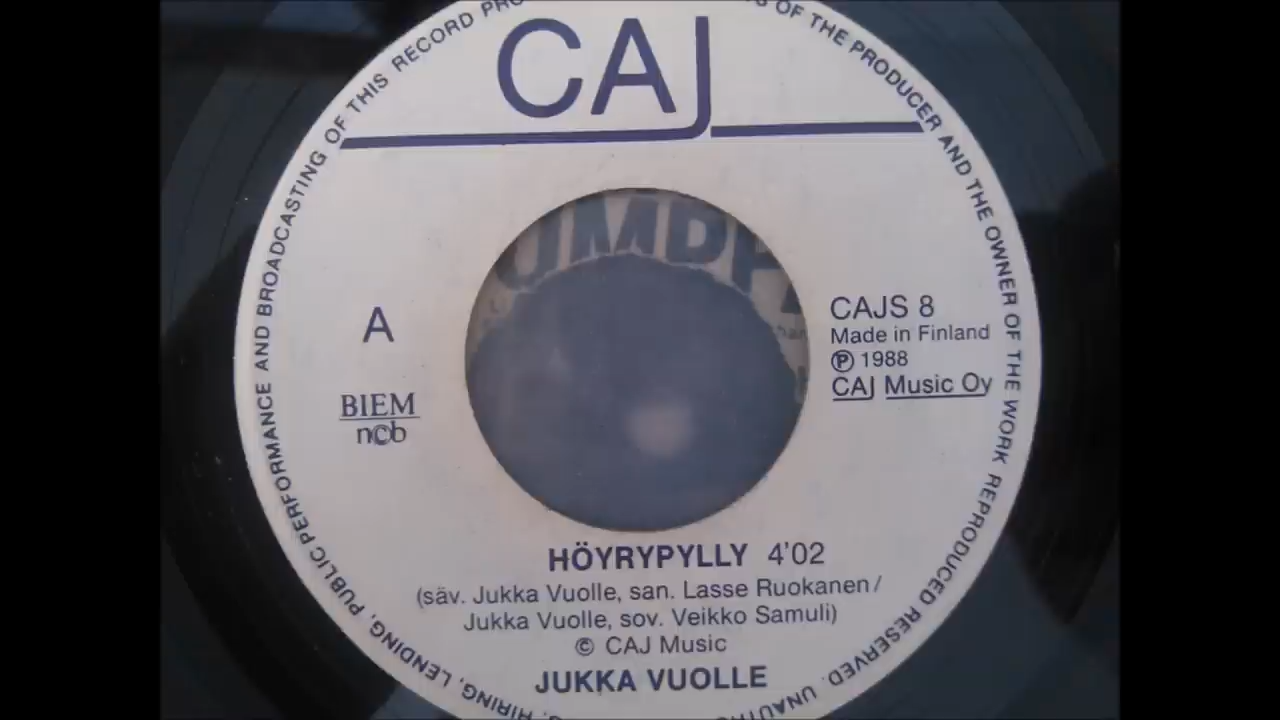 CAJ
OF THE PRODUCER AND THE OWNER OF THE WORK REPRODUCED RESERVED.
HIRING, LENDING, PUBLIC PERFORMANCE AND BROADCASTING OF THIS RECORD
A
BIEM
ncb
CAJS 8
Made in Finland
Ⓟ 1988
CAJ Music Oy
HÖYRYPYLLY 4'02
(säv. Jukka Vuolle, san. Lasse Ruokanen/
Jukka Vuolle, sov. Veikko Samuli)
© CAJ Music
JUKKA VUOLLE